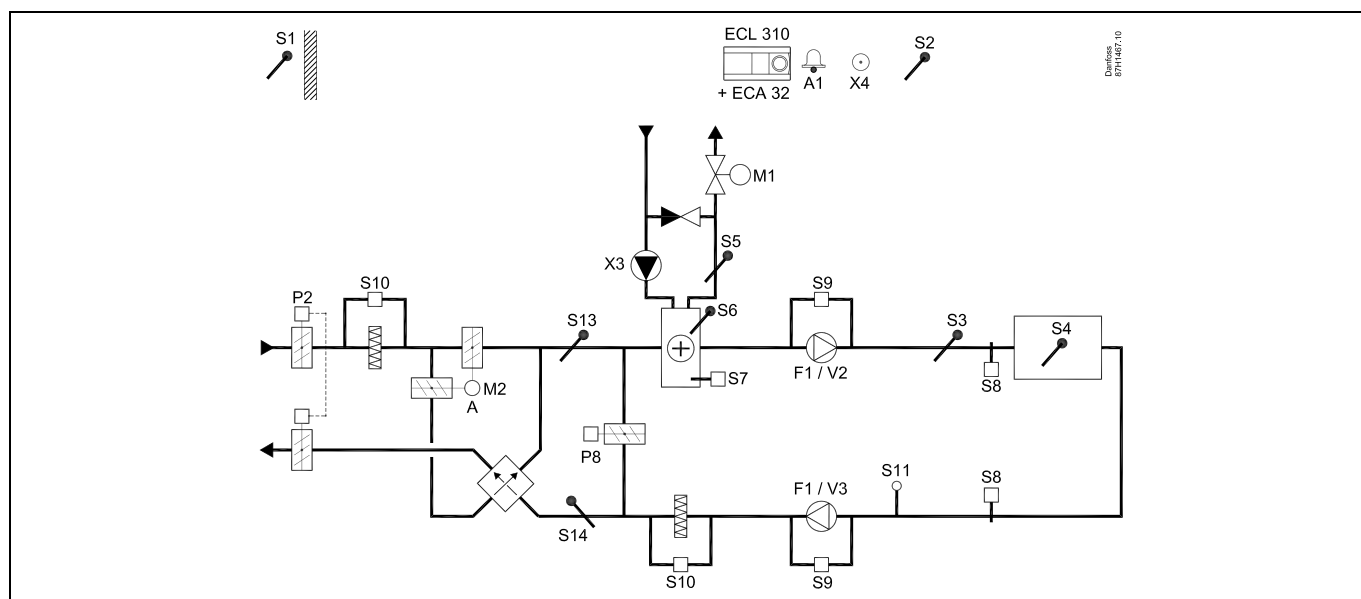 S1
ECL 310
+ ECA 32
A1
X4
S2
Danfoss
87H1467.10
M1
X3
S5
P2
S10
S13
S6
S9
S3
S4
F1 / V2
S7
S8
M2
A
P8
F1 / V3
S11
S8
S14
S10
S9